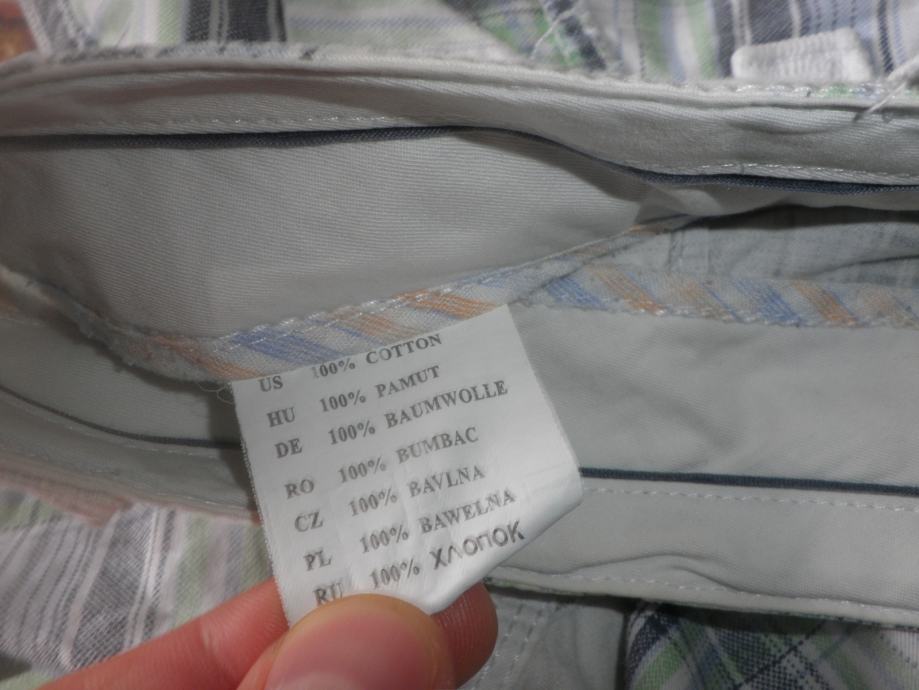 US 100% COTTON
HU 100% PAMUT
DE 100% BAUMWOLLE
RO 100% BUMBAC
CZ 100% BAVLNA
PL 100% BAWELNA
RU 100% ХЛОПОК